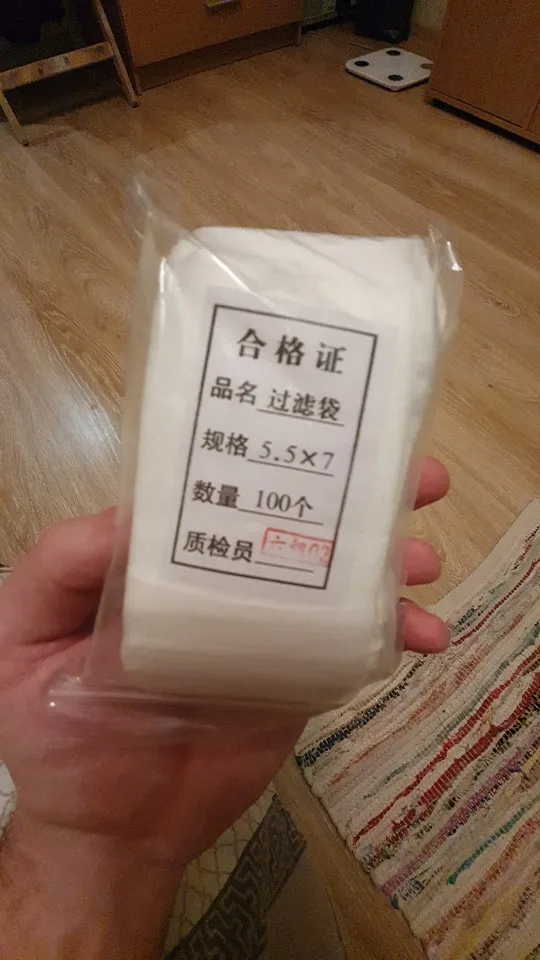 合格证
品名 过滤袋
规格 5.5×7
数量 100个
质检员